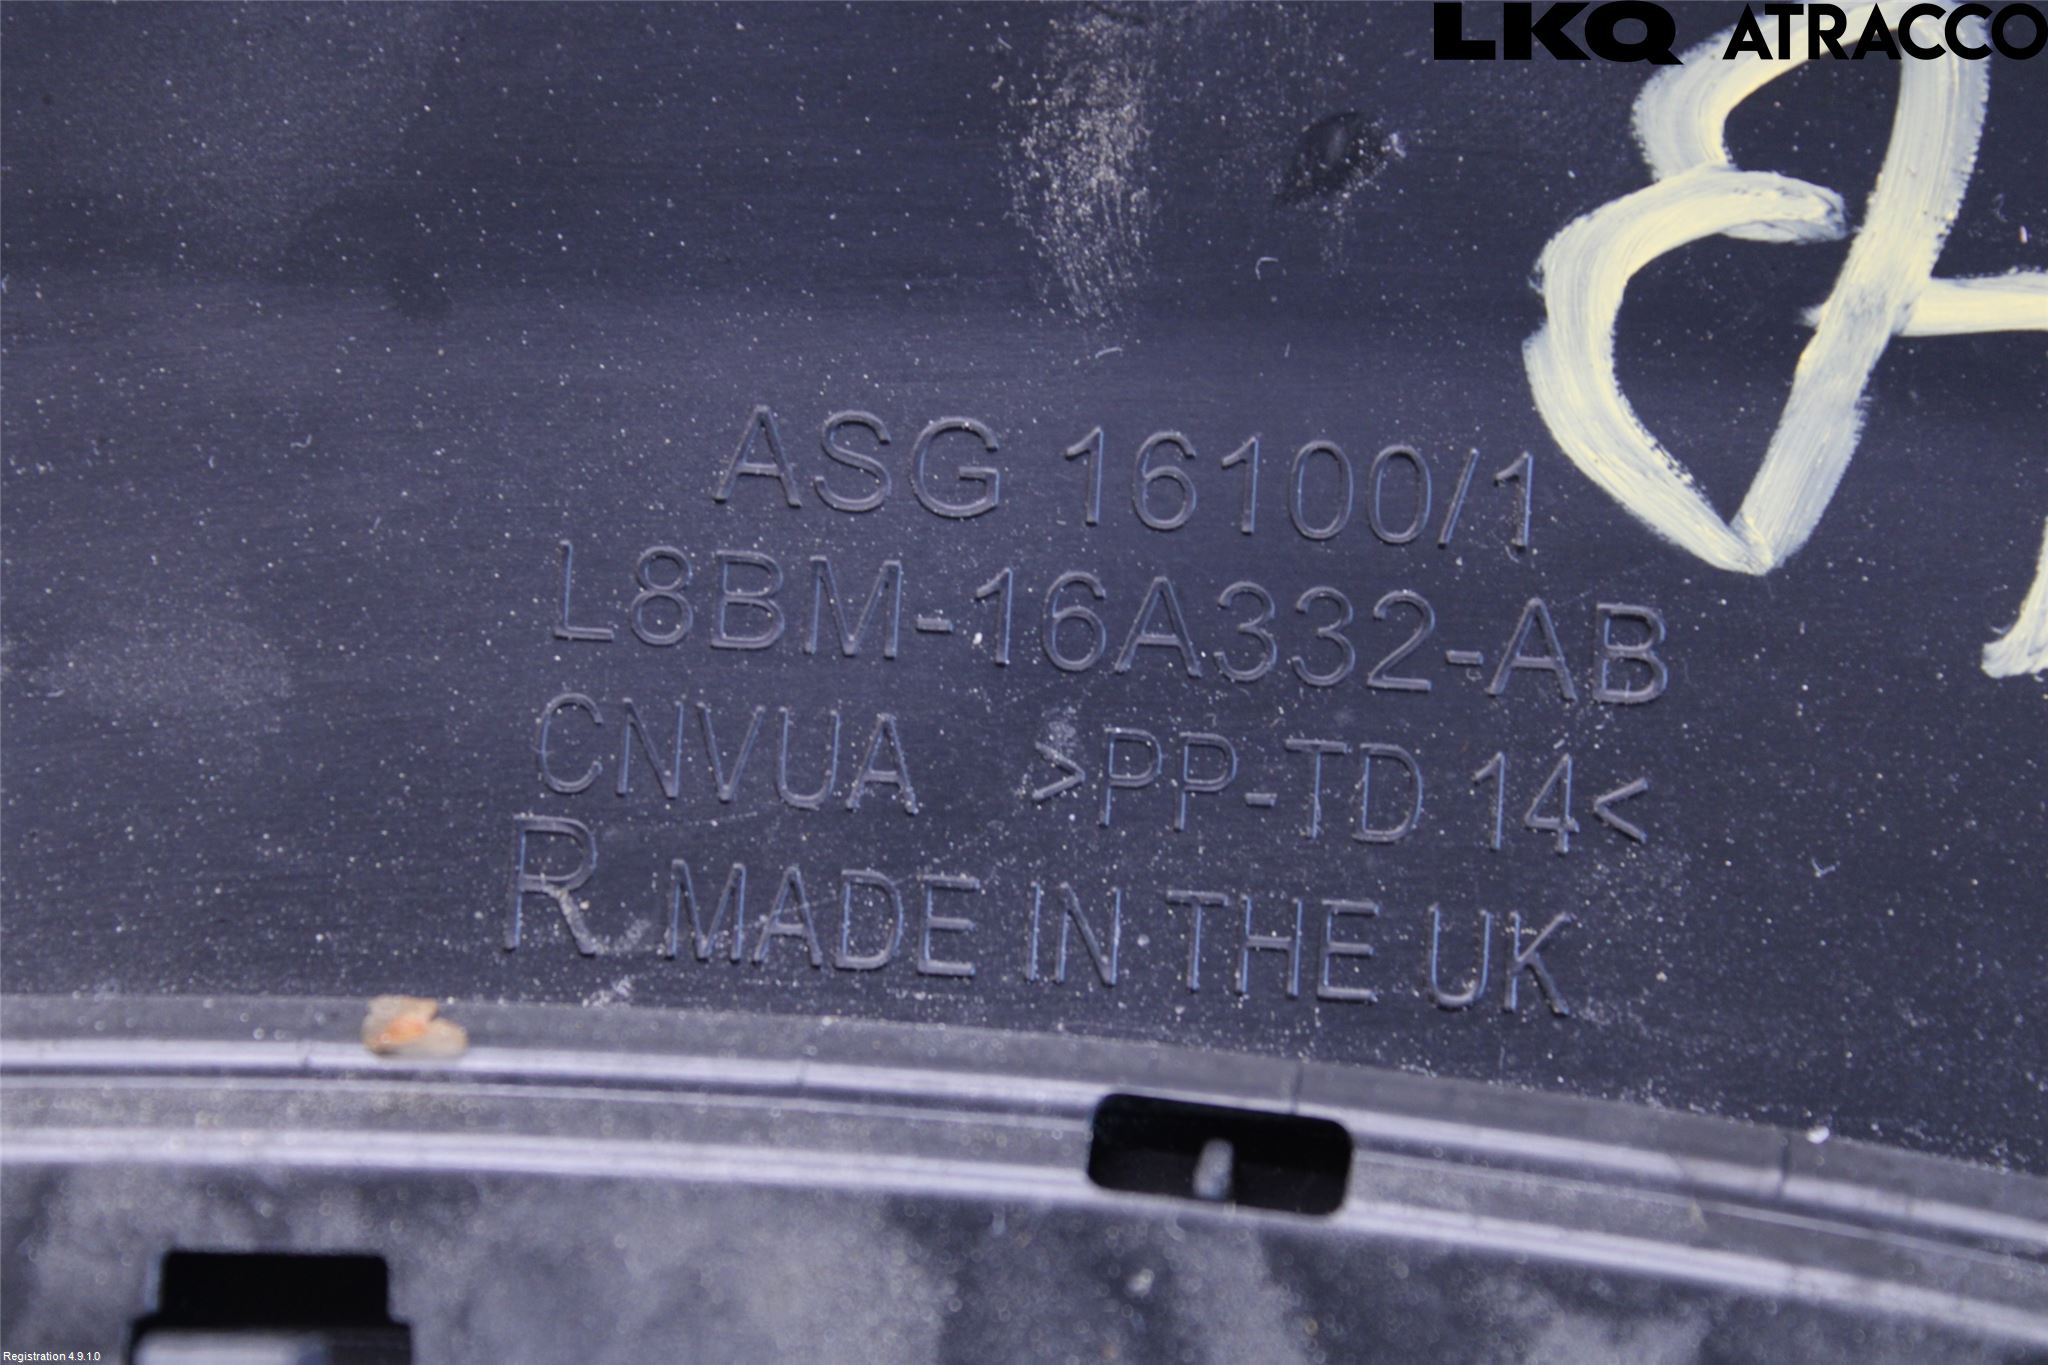 LKQ ATRACCO
ASG 16100/1
L8BM-16A332-AB
CNVUA >PP-TD 14<
R MADE IN THE UK
Registration 4.9.1.0